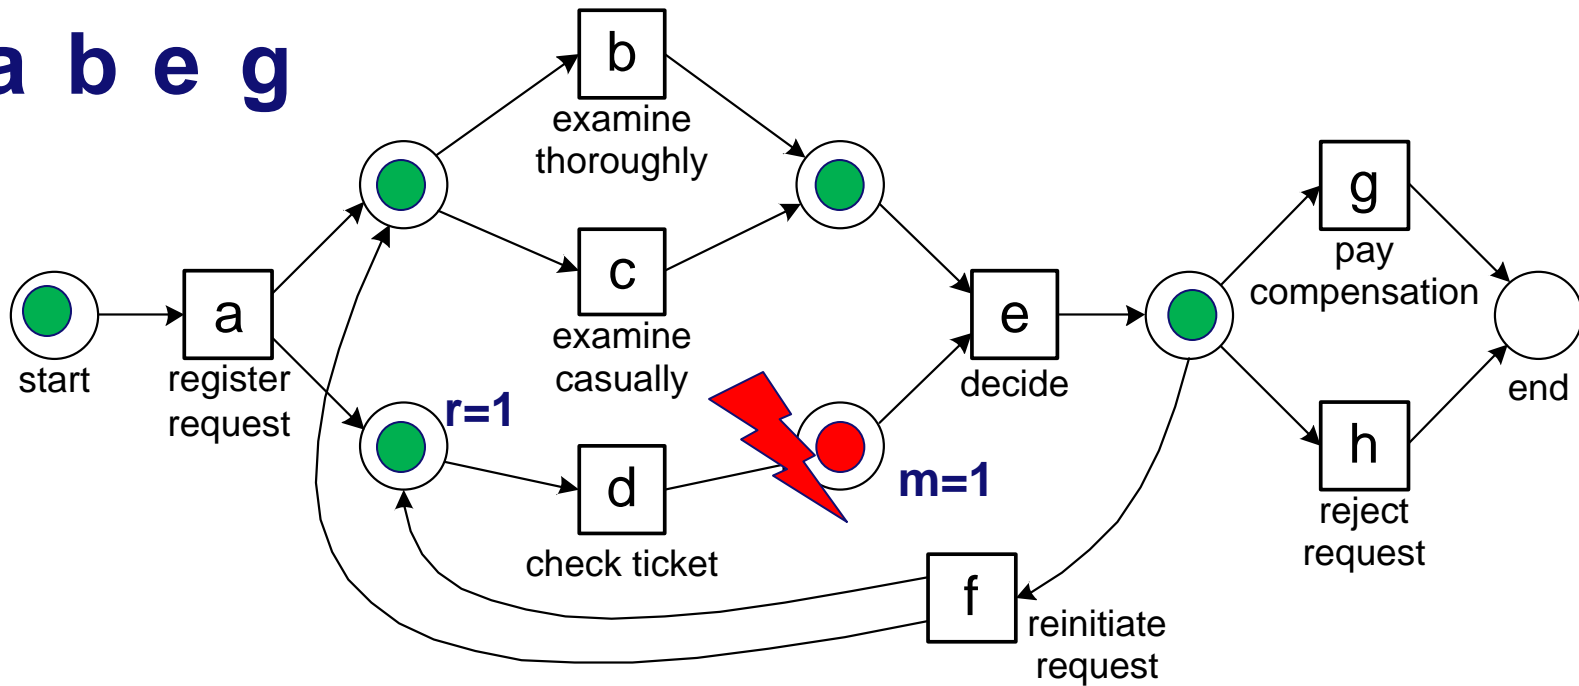 a b e g
b
examine
thoroughly
c
examine
casually
start
a
register
request
r=1
d
check ticket
m=1
e
decide
g
pay
compensation
end
h
reject
request
f
reinitiate
request